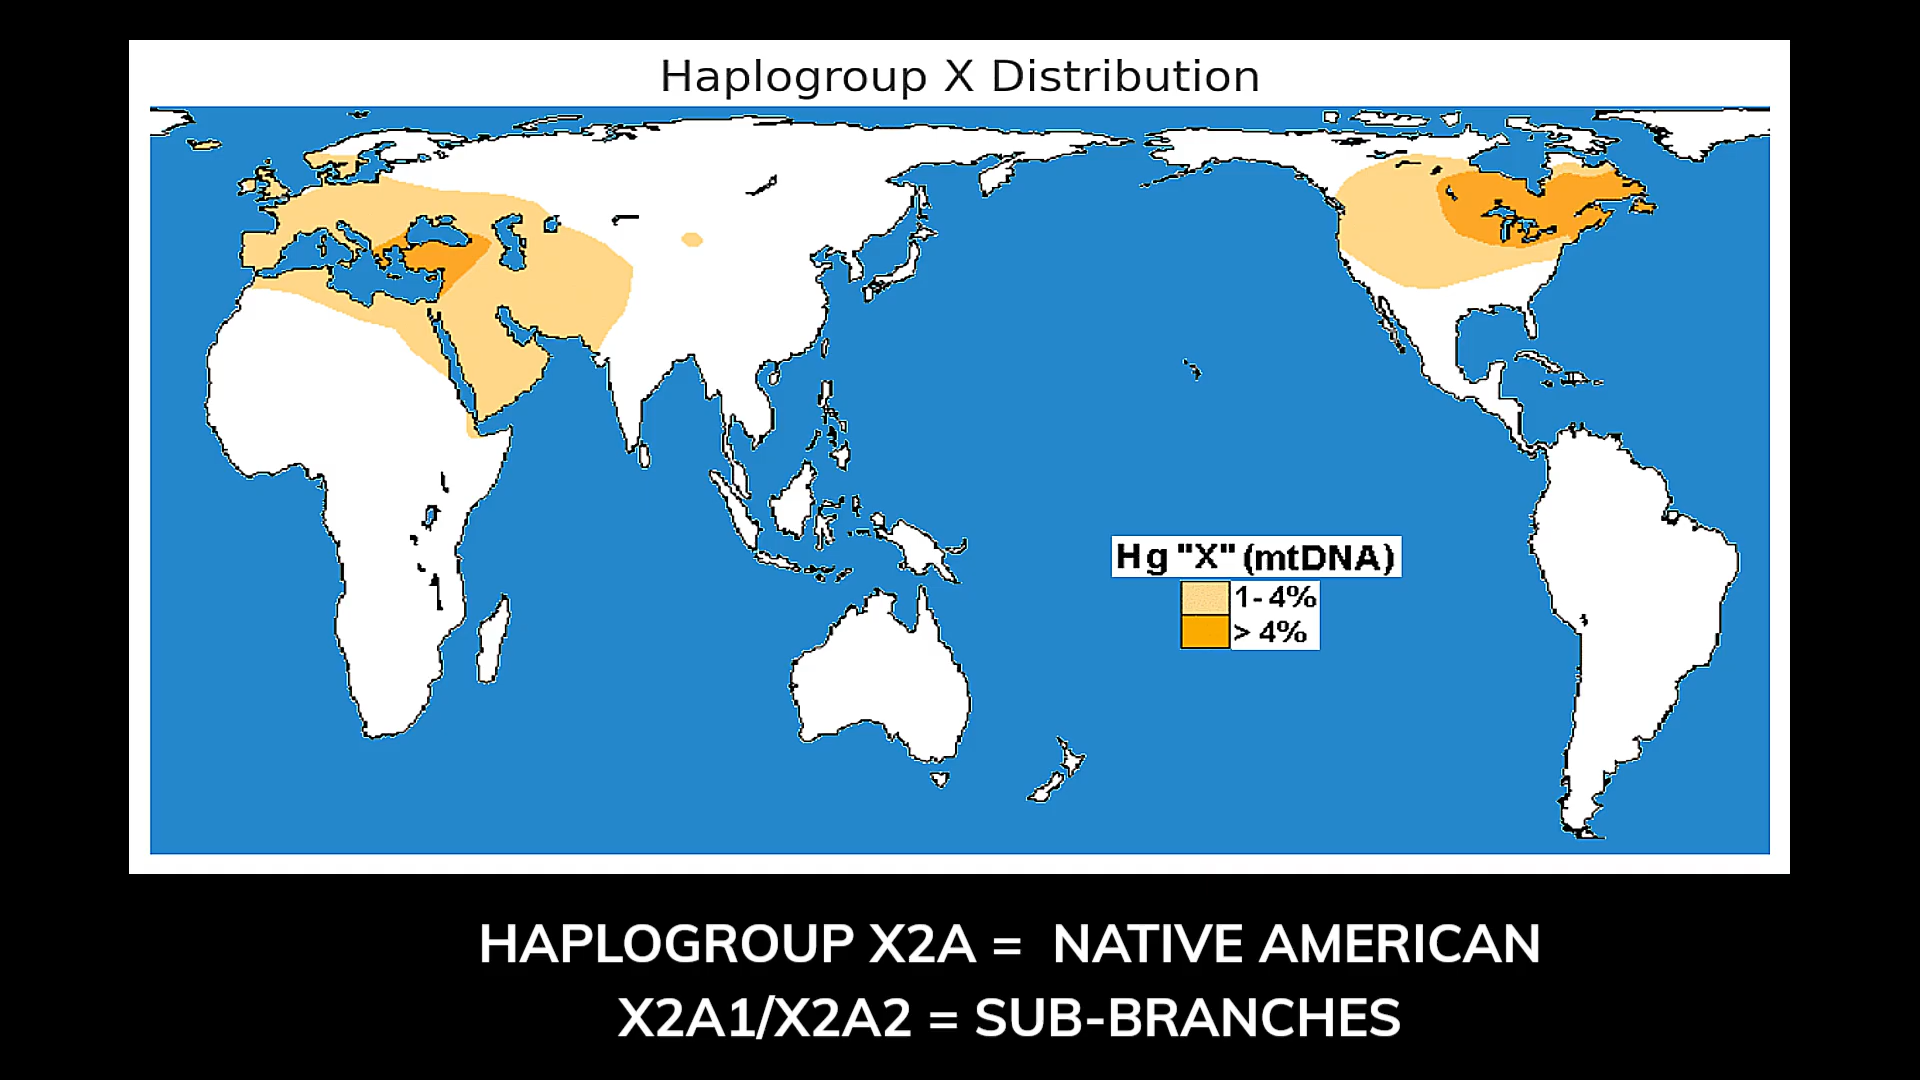 Haplogroup X Distribution
Hg "X" (mtDNA)
1-4%
> 4%
HAPLOGROUP X2A = NATIVE AMERICAN
X2A1/X2A2 = SUB-BRANCHES